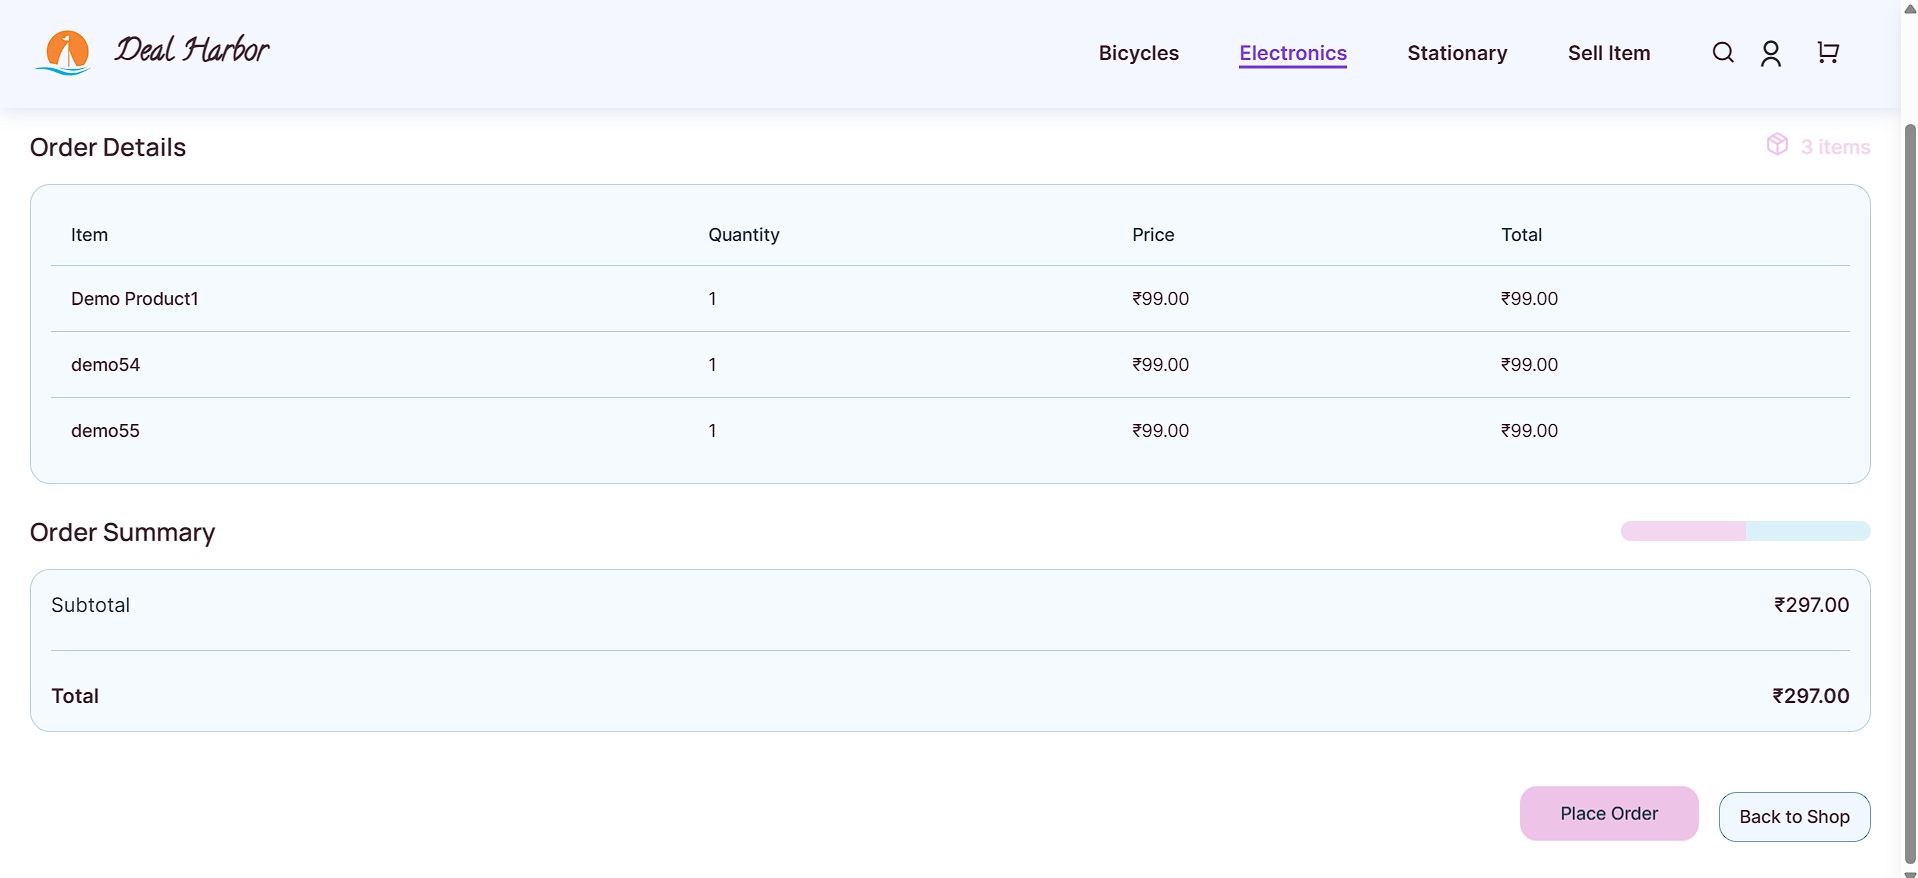 Deal Harbor
Bicycles Electronics Stationary Sell Item
Order Details
3 items
Item Quantity Price Total
Demo Product1 1 ₹99.00 ₹99.00
demo54 1 ₹99.00 ₹99.00
demo55 1 ₹99.00 ₹99.00
Order Summary
Subtotal ₹297.00
Total ₹297.00
Place Order Back to Shop